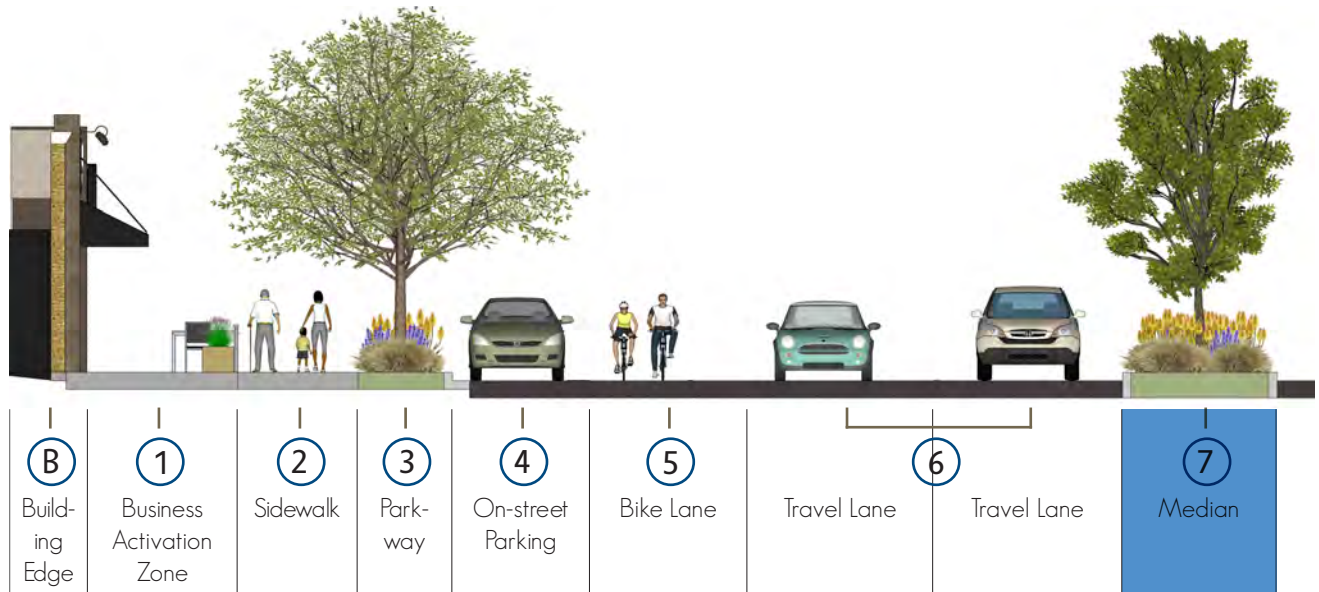 B
Build-
ing
Edge
1
Business
Activation
Zone
2
Sidewalk
3
Park-
way
4
On-street
Parking
5
Bike Lane
6
Travel Lane
Travel Lane
7
Median